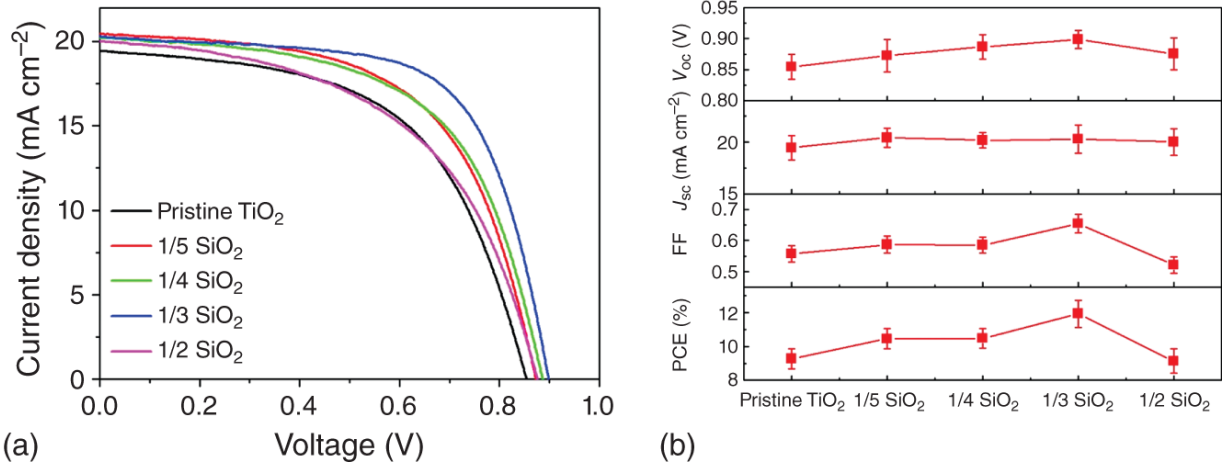 Current density (mA cm⁻²)
20
15
10
5
0
Pristine TiO₂
1/5 SiO₂
1/4 SiO₂
1/3 SiO₂
1/2 SiO₂
0.0 0.2 0.4 0.6 0.8 1.0
Voltage (V)
(a)
V_oc (V)
0.95
0.90
0.85
0.80
J_sc (mA cm⁻²)
20
15
FF
0.7
0.6
0.5
PCE (%)
12
10
8
Pristine TiO₂ 1/5 SiO₂ 1/4 SiO₂ 1/3 SiO₂ 1/2 SiO₂
(b)